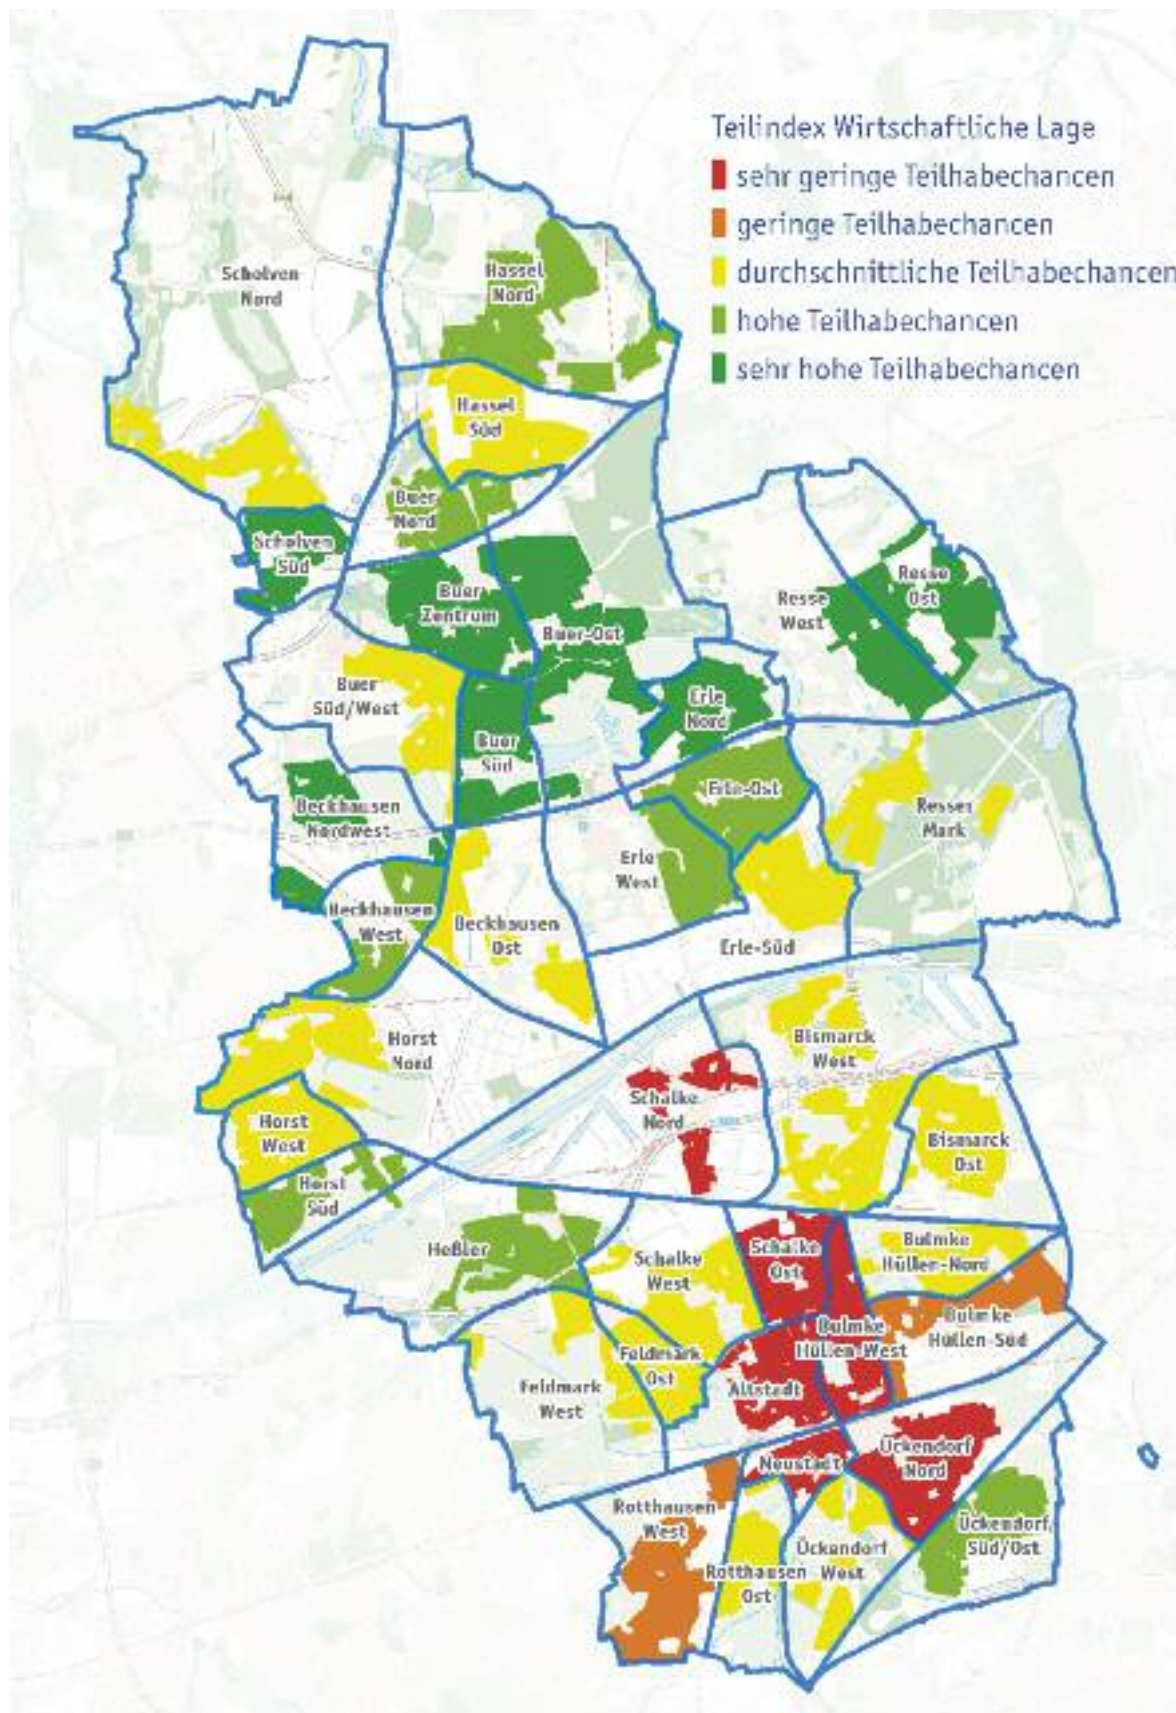 Teilindex Wirtschaftliche Lage
sehr geringe Teilhabechancen
geringe Teilhabechancen
durchschnittliche Teilhabechancen
hohe Teilhabechancen
sehr hohe Teilhabechancen
Scholven
Nord
Hassel
Nord
Hassel
Süd
Buer
Nord
Scholven
Süd
Buer
Zentrum
Buer-Ost
Resse
West
Resse
Ost
Buer
Süd/West
Erle
Nord
Buer
Süd
Erle-Ost
Beckhausen
Nordwest
Resser
Mark
Erle
West
Beckhausen
West
Beckhausen
Ost
Erle-Süd
Horst
Nord
Bismarck
West
Schalke
Nord
Horst
West
Bismarck
Ost
Horst
Süd
Heßler
Schalke
West
Schalke
Ost
Bulmke
Hüllen-Nord
Bulmke
Hüllen-West
Bulmke
Hüllen-Süd
Feldmark
Ost
Feldmark
West
Altstadt
Neustadt
Ückendorf
Nord
Rotthausen
West
Ückendorf
Süd/Ost
Ückendorf
West
Rotthausen
Ost